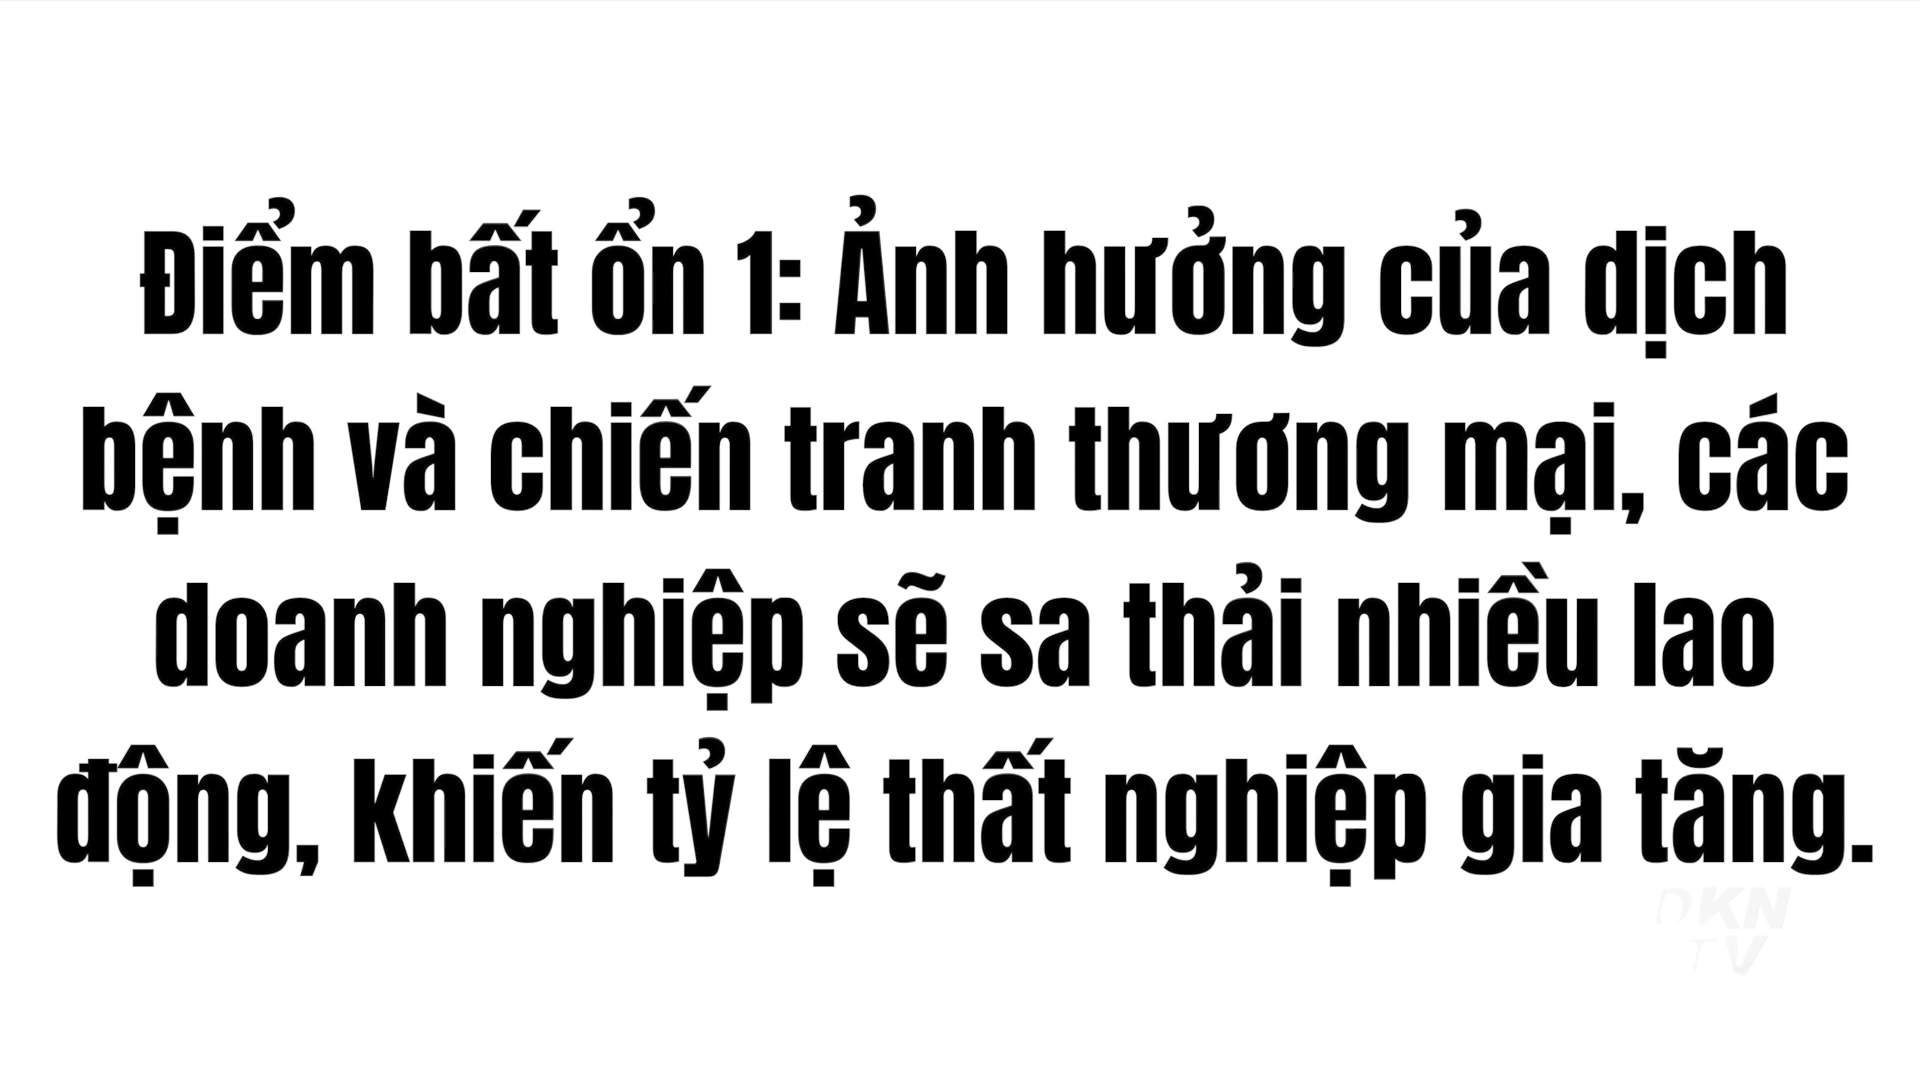 Điểm bất ổn 1: Ảnh hưởng của dịch
bệnh và chiến tranh thương mại, các
doanh nghiệp sẽ sa thải nhiều lao
động, khiến tỷ lệ thất nghiệp gia tăng.
DKN
TV